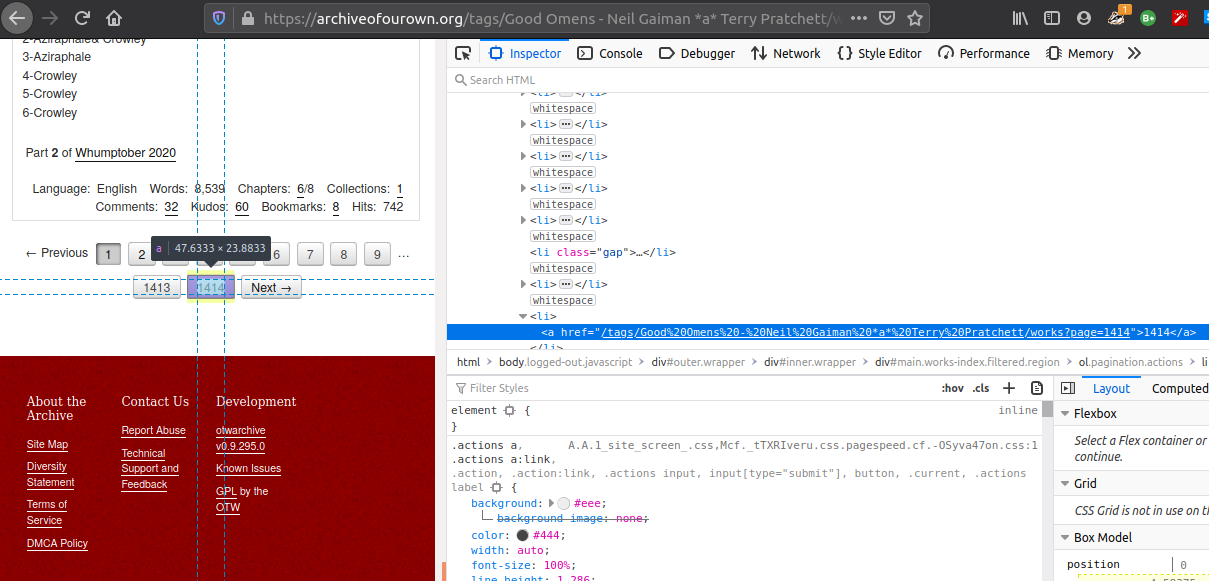 https://archiveofourown.org/tags/Good Omens - Neil Gaiman *a* Terry Pratchett/w
1
B+
2-Aziraphale& Crowley
3-Aziraphale
4-Crowley
5-Crowley
6-Crowley
Part 2 of Whumptober 2020
Language: English Words: 8,539 Chapters: 6/8 Collections: 1
Comments: 32 Kudos: 60 Bookmarks: 8 Hits: 742
a 47.6333 × 23.8833
← Previous 1 2 6 7 8 9 …
1413 1414 Next →
About the Archive
Site Map
Diversity Statement
Terms of Service
DMCA Policy
Contact Us
Report Abuse
Technical Support and Feedback
Development
otwarchive v0.9.295.0
Known Issues
GPL by the OTW
Inspector Console Debugger Network Style Editor Performance Memory
Search HTML
<li> ••• </li>
whitespace
<li> ••• </li>
whitespace
<li> ••• </li>
whitespace
<li> ••• </li>
whitespace
<li> ••• </li>
whitespace
<li class="gap">…</li>
whitespace
<li> ••• </li>
whitespace
<li>
<a href="/tags/Good%20Omens%20-%20Neil%20Gaiman%20*a*%20Terry%20Pratchett/works?page=1414">1414</a>
</li>
html > body.logged-out.javascript > div#outer.wrapper > div#inner.wrapper > div#main.works-index.filtered.region > ol.pagination.actions > li
Filter Styles :hov .cls +
element { inline
}
.actions a, A.A.1_site_screen_.css,Mcf._tTXRIveru.css.pagespeed.cf.-OSyva47on.css:1
.actions a:link,
.action, .action:link, .actions input, input[type="submit"], button, .current, .actions
label {
background: #eee;
background-image: none;
color: #444;
width: auto;
font-size: 100%;
line-height: 1.286;
Layout Computed
Flexbox
Select a Flex container or
continue.
Grid
CSS Grid is not in use on th
Box Model
position 0